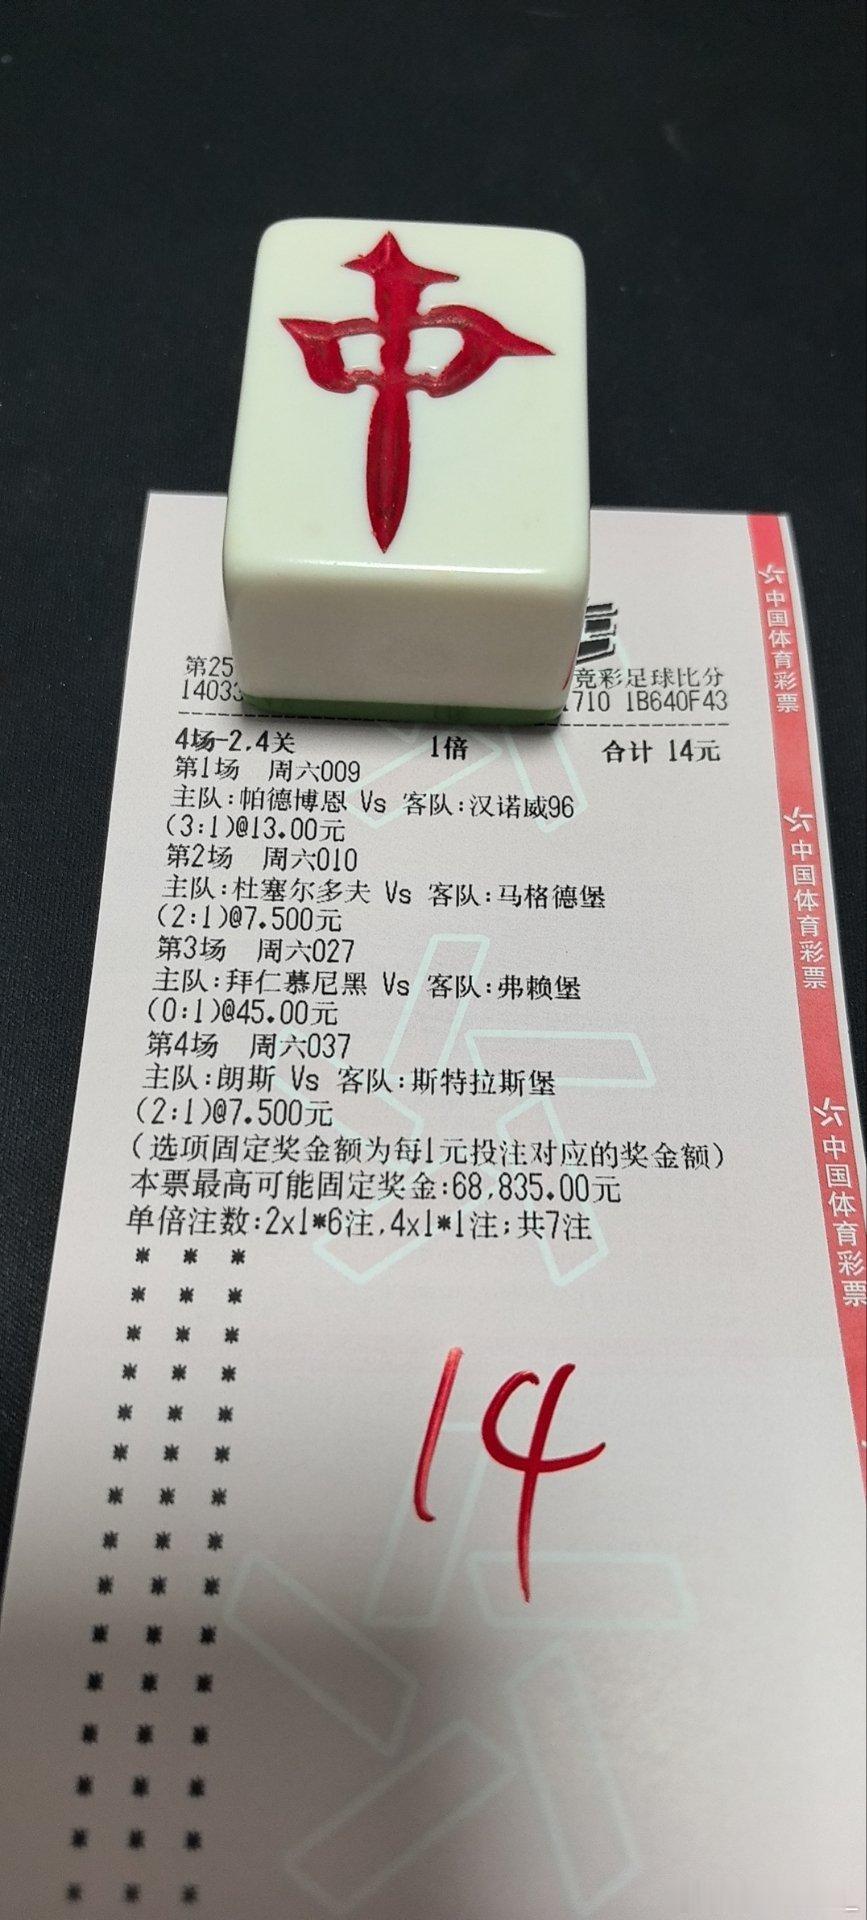 中
第25
竞彩足球比分
14033
1710 1B640F43
4场-2,4关 1倍 合计 14元
第1场 周六009
主队:帕德博恩 Vs 客队:汉诺威96
(3:1)@13.00元
第2场 周六010
主队:杜塞尔多夫 Vs 客队:马格德堡
(2:1)@7.500元
第3场 周六027
主队:拜仁慕尼黑 Vs 客队:弗赖堡
(0:1)@45.00元
第4场 周六037
主队:朗斯 Vs 客队:斯特拉斯堡
(2:1)@7.500元
(选项固定奖金额为每1元投注对应的奖金额)
本票最高可能固定奖金:68,835.00元
单倍注数:2x1*6注,4x1*1注;共7注
14
中国体育彩票
中国体育彩票
中国体育彩票